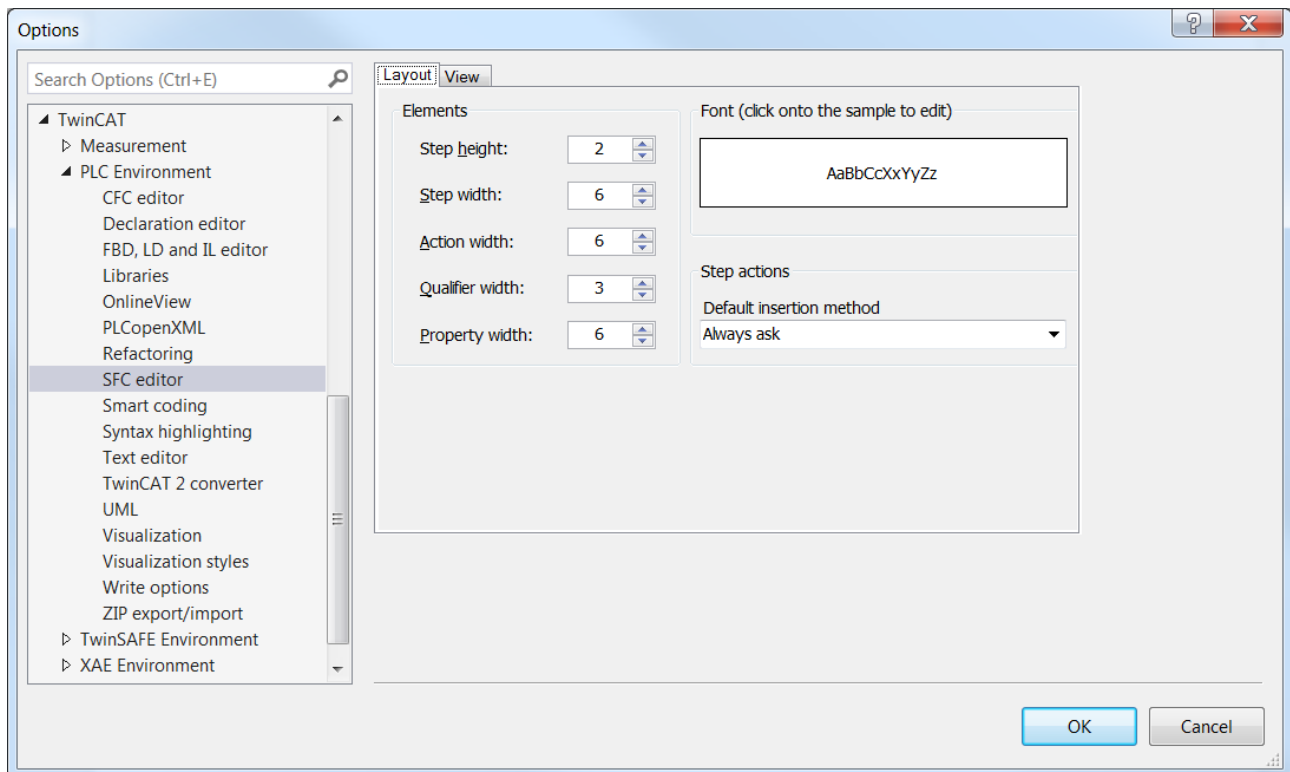 Options
Search Options (Ctrl+E)
TwinCAT
Measurement
PLC Environment
CFC editor
Declaration editor
FBD, LD and IL editor
Libraries
OnlineView
PLCopenXML
Refactoring
SFC editor
Smart coding
Syntax highlighting
Text editor
TwinCAT 2 converter
UML
Visualization
Visualization styles
Write options
ZIP export/import
TwinSAFE Environment
XAE Environment
Layout View
Elements
Step height: 2
Step width: 6
Action width: 6
Qualifier width: 3
Property width: 6
Font (click onto the sample to edit)
AaBbCcXxYyZz
Step actions
Default insertion method
Always ask
OK Cancel